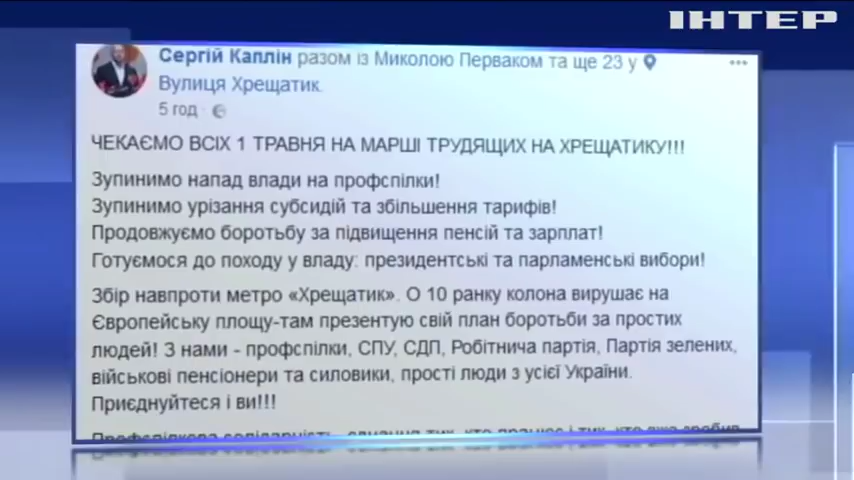 ІНТЕР
Сергій Каплін разом із Миколою Перваком та ще 23 у
Вулиця Хрещатик.
5 год
ЧЕКАЄМО ВСІХ 1 ТРАВНЯ НА МАРШІ ТРУДЯЩИХ НА ХРЕЩАТИКУ!!!
Зупинимо напад влади на профспілки!
Зупинимо урізання субсидій та збільшення тарифів!
Продовжуємо боротьбу за підвищення пенсій та зарплат!
Готуємося до походу у владу: президентські та парламенські вибори!
Збір навпроти метро «Хрещатик». О 10 ранку колона вирушає на
Європейську площу-там презентую свій план боротьби за простих
людей! З нами - профспілки, СПУ, СДП, Робітнича партія, Партія зелених,
військові пенсіонери та силовики, прості люди з усієї України.
Приєднуйтеся і ви!!!